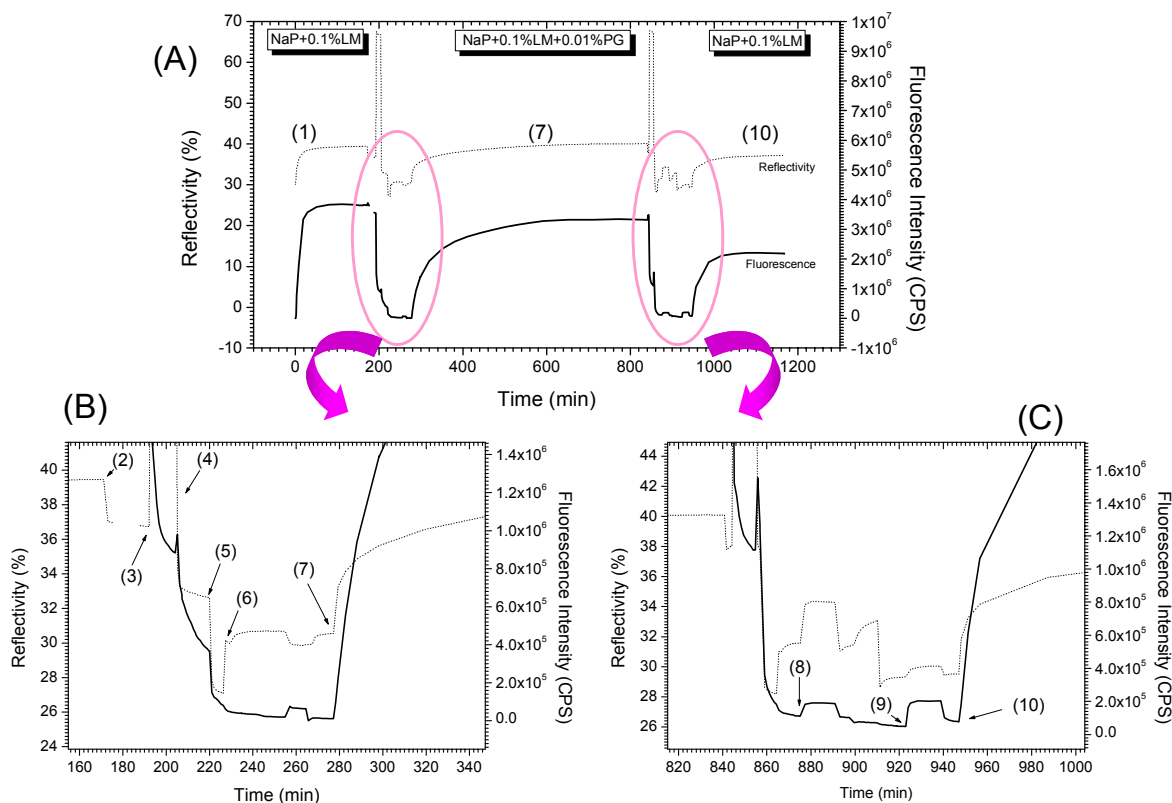 (A)
NaP+0.1%LM
NaP+0.1%LM+0.01%PG
NaP+0.1%LM
70
60
50
40
30
20
10
0
-10
Reflectivity (%)
1x10^7
9x10^6
8x10^6
7x10^6
6x10^6
5x10^6
4x10^6
3x10^6
2x10^6
1x10^6
0
-1x10^6
Fluorescence Intensity (CPS)
(1)
(7)
(10)
Reflectivity
Fluorescence
0 200 400 600 800 1000 1200
Time (min)
(B)
40
38
36
34
32
30
28
26
24
Reflectivity (%)
(2)
(3)
(4)
(5)
(6)
(7)
1.4x10^6
1.2x10^6
1.0x10^6
8.0x10^5
6.0x10^5
4.0x10^5
2.0x10^5
0.0
Fluorescence Intensity (CPS)
160 180 200 220 240 260 280 300 320 340
Time (min)
(C)
44
42
40
38
36
34
32
30
28
26
Reflectivity (%)
(8)
(9)
(10)
1.6x10^6
1.4x10^6
1.2x10^6
1.0x10^6
8.0x10^5
6.0x10^5
4.0x10^5
2.0x10^5
0.0
Fluorescence Intensity (CPS)
820 840 860 880 900 920 940 960 980 1000
Time (min)